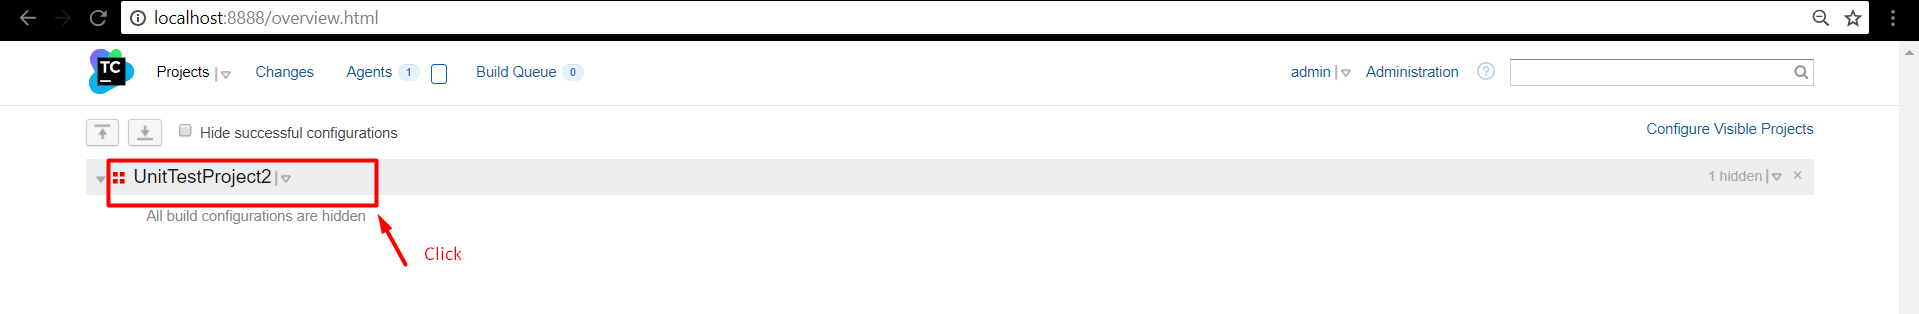 localhost:8888/overview.html
TC Projects Changes Agents 1 Build Queue 0 admin Administration ?
Hide successful configurations Configure Visible Projects
UnitTestProject2 1 hidden
All build configurations are hidden
Click